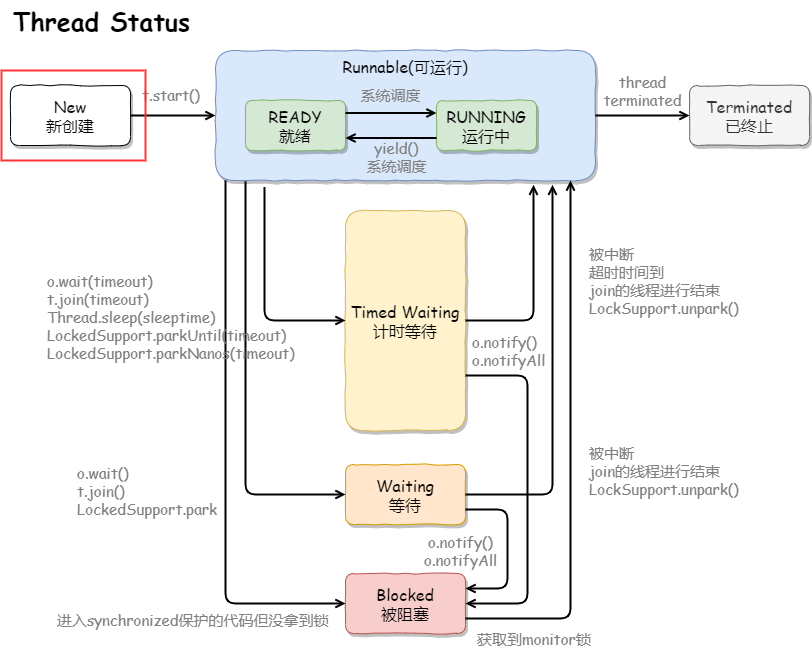 Thread Status
Runnable(可运行)
New
新创建
t.start()
READY
就绪
系统调度
RUNNING
运行中
yield()
系统调度
thread
terminated
Terminated
已终止
o.wait(timeout)
t.join(timeout)
Thread.sleep(sleeptime)
LockedSupport.parkUntil(timeout)
LockedSupport.parkNanos(timeout)
Timed Waiting
计时等待
被中断
超时时间到
join的线程进行结束
LockSupport.unpark()
o.notify()
o.notifyAll
o.wait()
t.join()
LockedSupport.park
Waiting
等待
被中断
join的线程进行结束
LockSupport.unpark()
o.notify()
o.notifyAll
Blocked
被阻塞
进入synchronized保护的代码但没拿到锁
获取到monitor锁